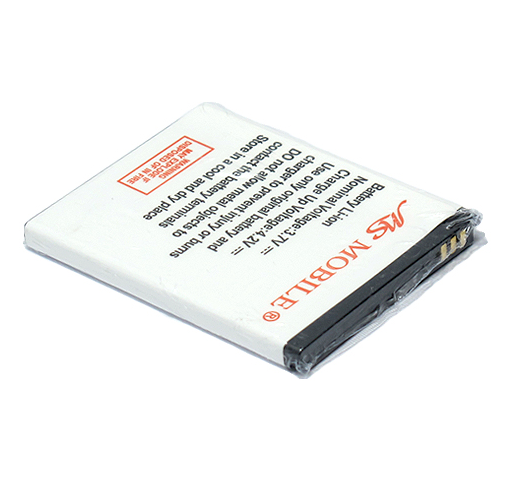 MS MOBILE ®
Battery Li-ion
Nominal Voltage:3.7V ⎓
Charge Up Voltage:4.2V ⎓
Use only original battery and
charger to prevent injury or burns
DO not allow metal objects to
contact the battery terminals
Store in a cool and dry place
WARNING
MAY EXPLODE IF
DISPOSED OF IN FIRE